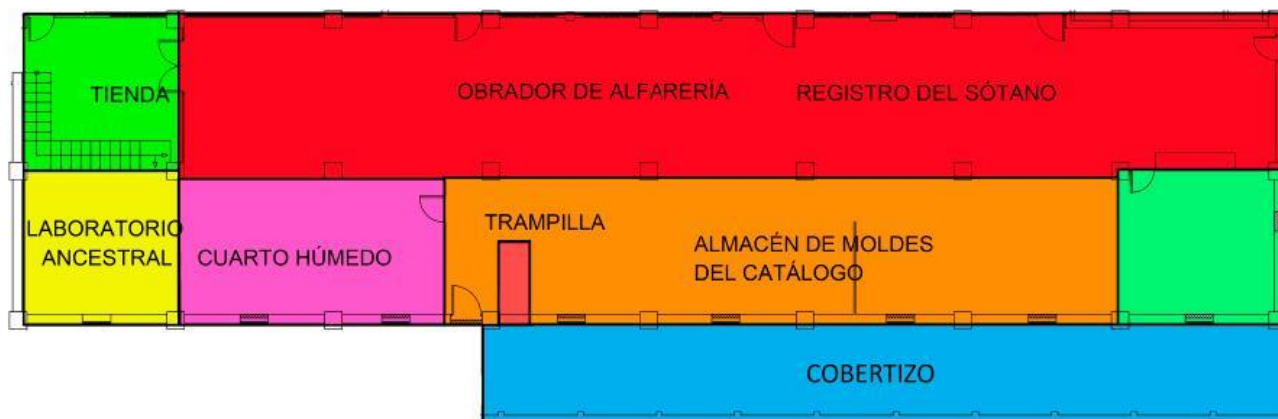 TIENDA
OBRADOR DE ALFARERÍA
REGISTRO DEL SÓTANO
LABORATORIO
ANCESTRAL
CUARTO HÚMEDO
TRAMPILLA
ALMACÉN DE MOLDES
DEL CATÁLOGO
COBERTIZO